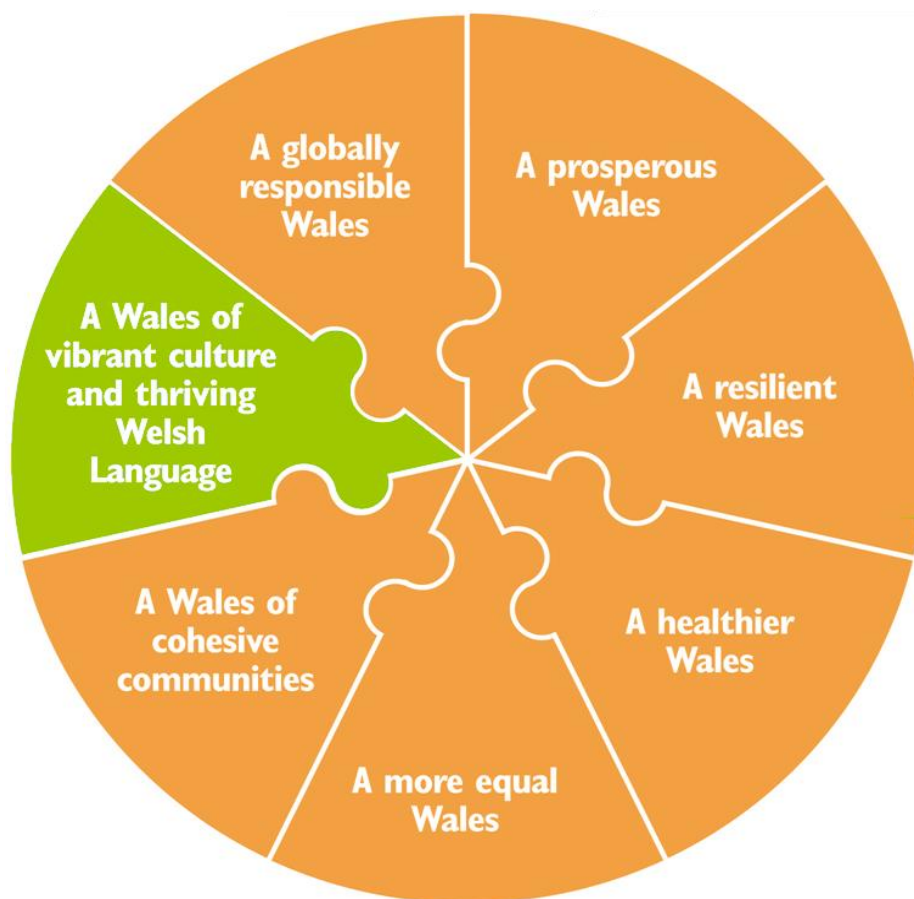 A globally
responsible
Wales
A prosperous
Wales
A resilient
Wales
A healthier
Wales
A more equal
Wales
A Wales of
cohesive
communities
A Wales of
vibrant culture
and thriving
Welsh
Language